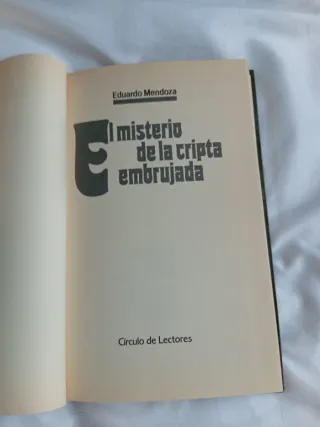 Eduardo Mendoza
El misterio
de la cripta
embrujada
Círculo de Lectores